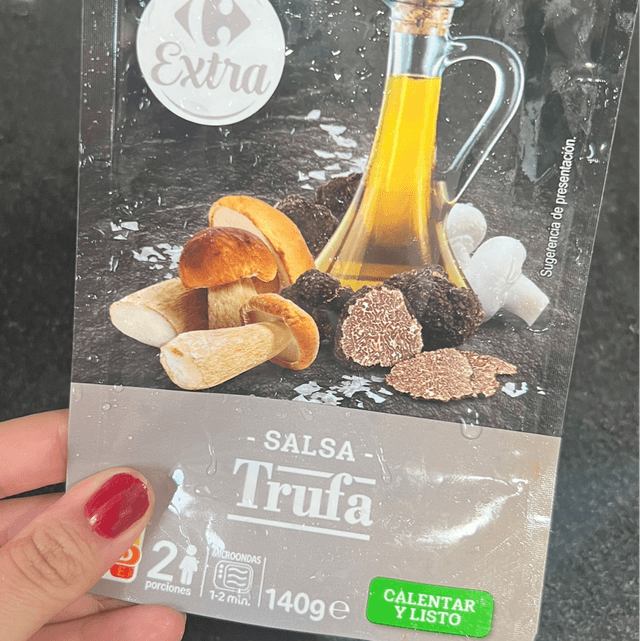 Extra
Sugerencia de presentación.
- SALSA -
Trufa
2
porciones
MICROONDAS
1-2 min.
140g℮
CALENTAR
Y LISTO